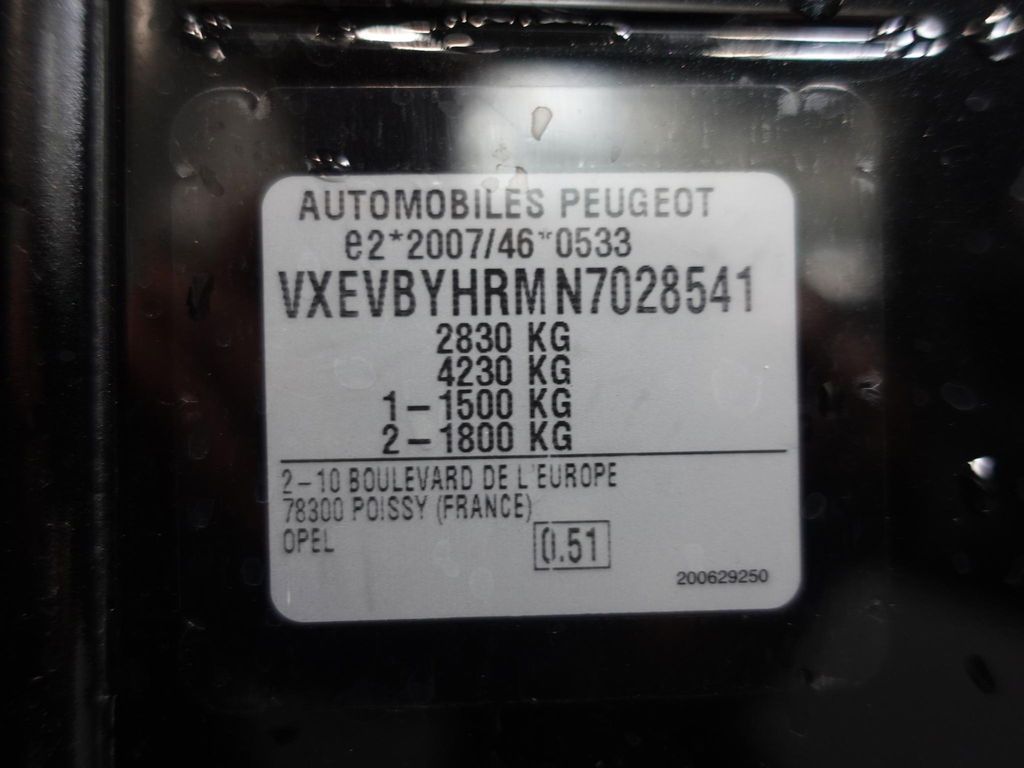 AUTOMOBILES PEUGEOT
e2*2007/46*0533
VXEVBYHRMN7028541
2830 KG
4230 KG
1-1500 KG
2-1800 KG
2-10 BOULEVARD DE L'EUROPE
78300 POISSY (FRANCE)
OPEL
0.51
200629250